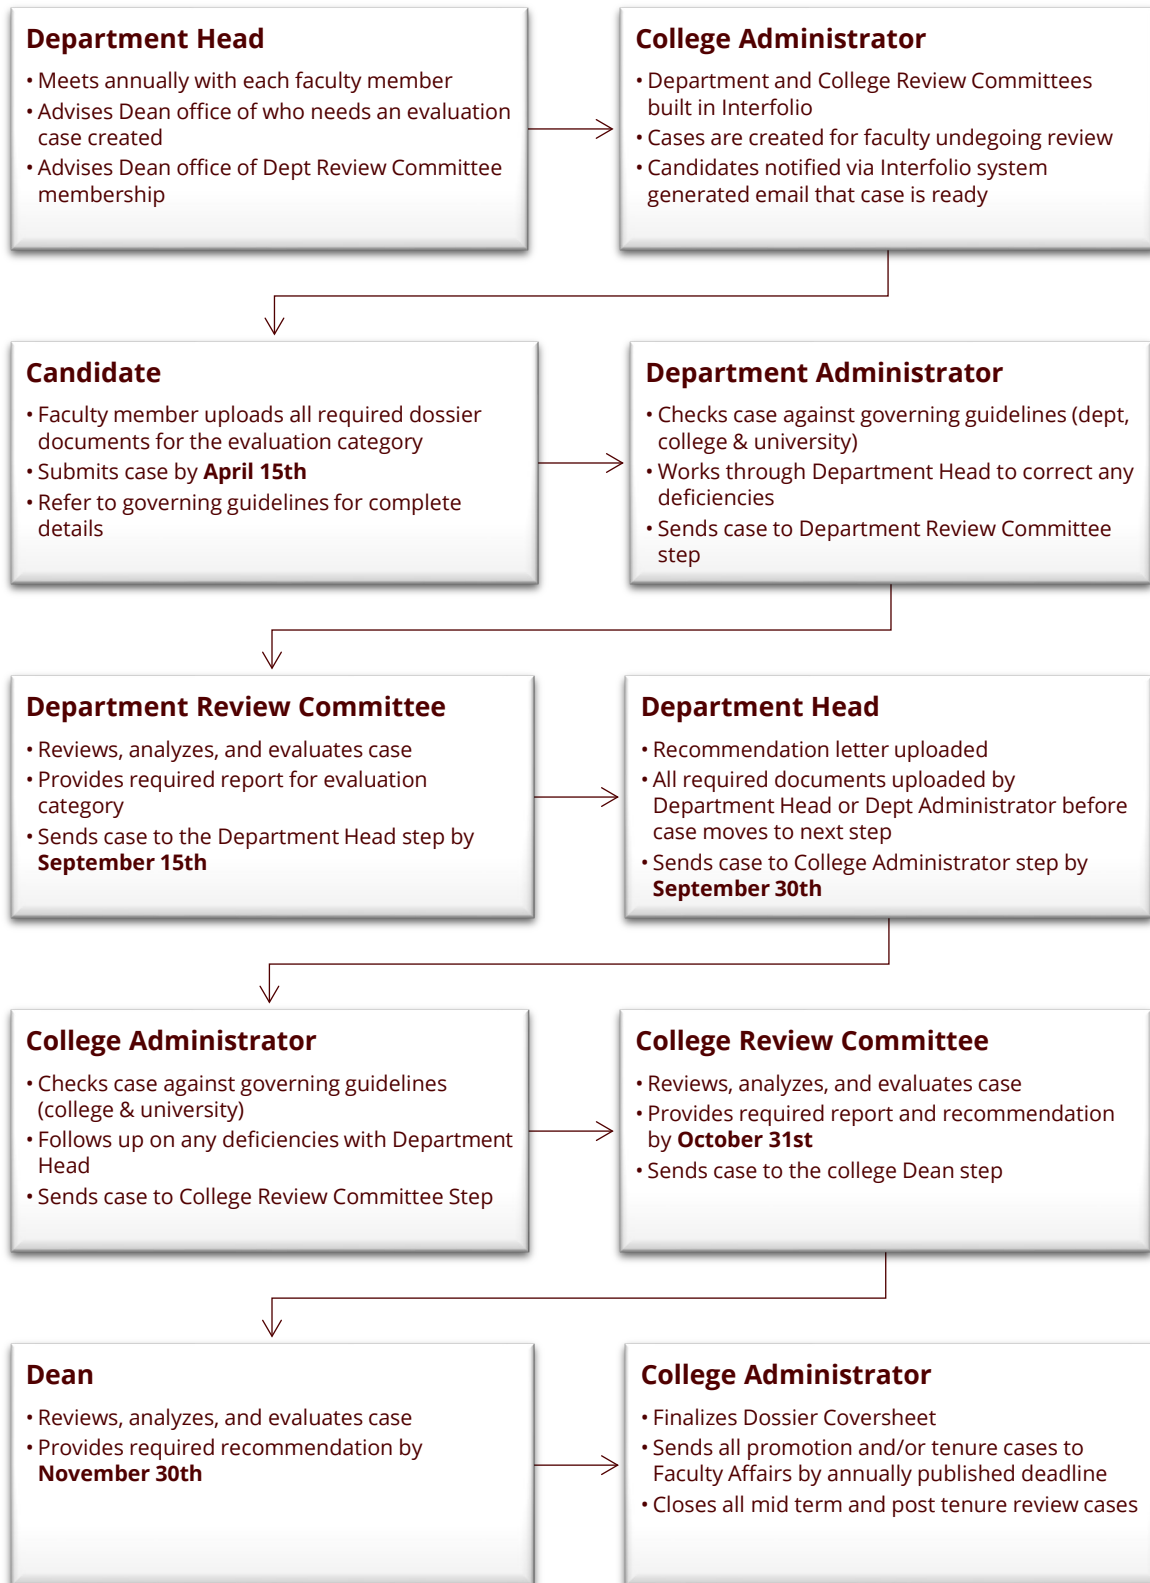 Department Head
• Meets annually with each faculty member
• Advises Dean office of who needs an evaluation
case created
• Advises Dean office of Dept Review Committee
membership
College Administrator
• Department and College Review Committees
built in Interfolio
• Cases are created for faculty undegoing review
• Candidates notified via Interfolio system
generated email that case is ready
Candidate
• Faculty member uploads all required dossier
documents for the evaluation category
• Submits case by April 15th
• Refer to governing guidelines for complete
details
Department Administrator
• Checks case against governing guidelines (dept,
college & university)
• Works through Department Head to correct any
deficiencies
• Sends case to Department Review Committee
step
Department Review Committee
• Reviews, analyzes, and evaluates case
• Provides required report for evaluation
category
• Sends case to the Department Head step by
September 15th
Department Head
• Recommendation letter uploaded
• All required documents uploaded by
Department Head or Dept Administrator before
case moves to next step
• Sends case to College Administrator step by
September 30th
College Administrator
• Checks case against governing guidelines
(college & university)
• Follows up on any deficiencies with Department
Head
• Sends case to College Review Committee Step
College Review Committee
• Reviews, analyzes, and evaluates case
• Provides required report and recommendation
by October 31st
• Sends case to the college Dean step
Dean
• Reviews, analyzes, and evaluates case
• Provides required recommendation by
November 30th
College Administrator
• Finalizes Dossier Coversheet
• Sends all promotion and/or tenure cases to
Faculty Affairs by annually published deadline
• Closes all mid term and post tenure review cases